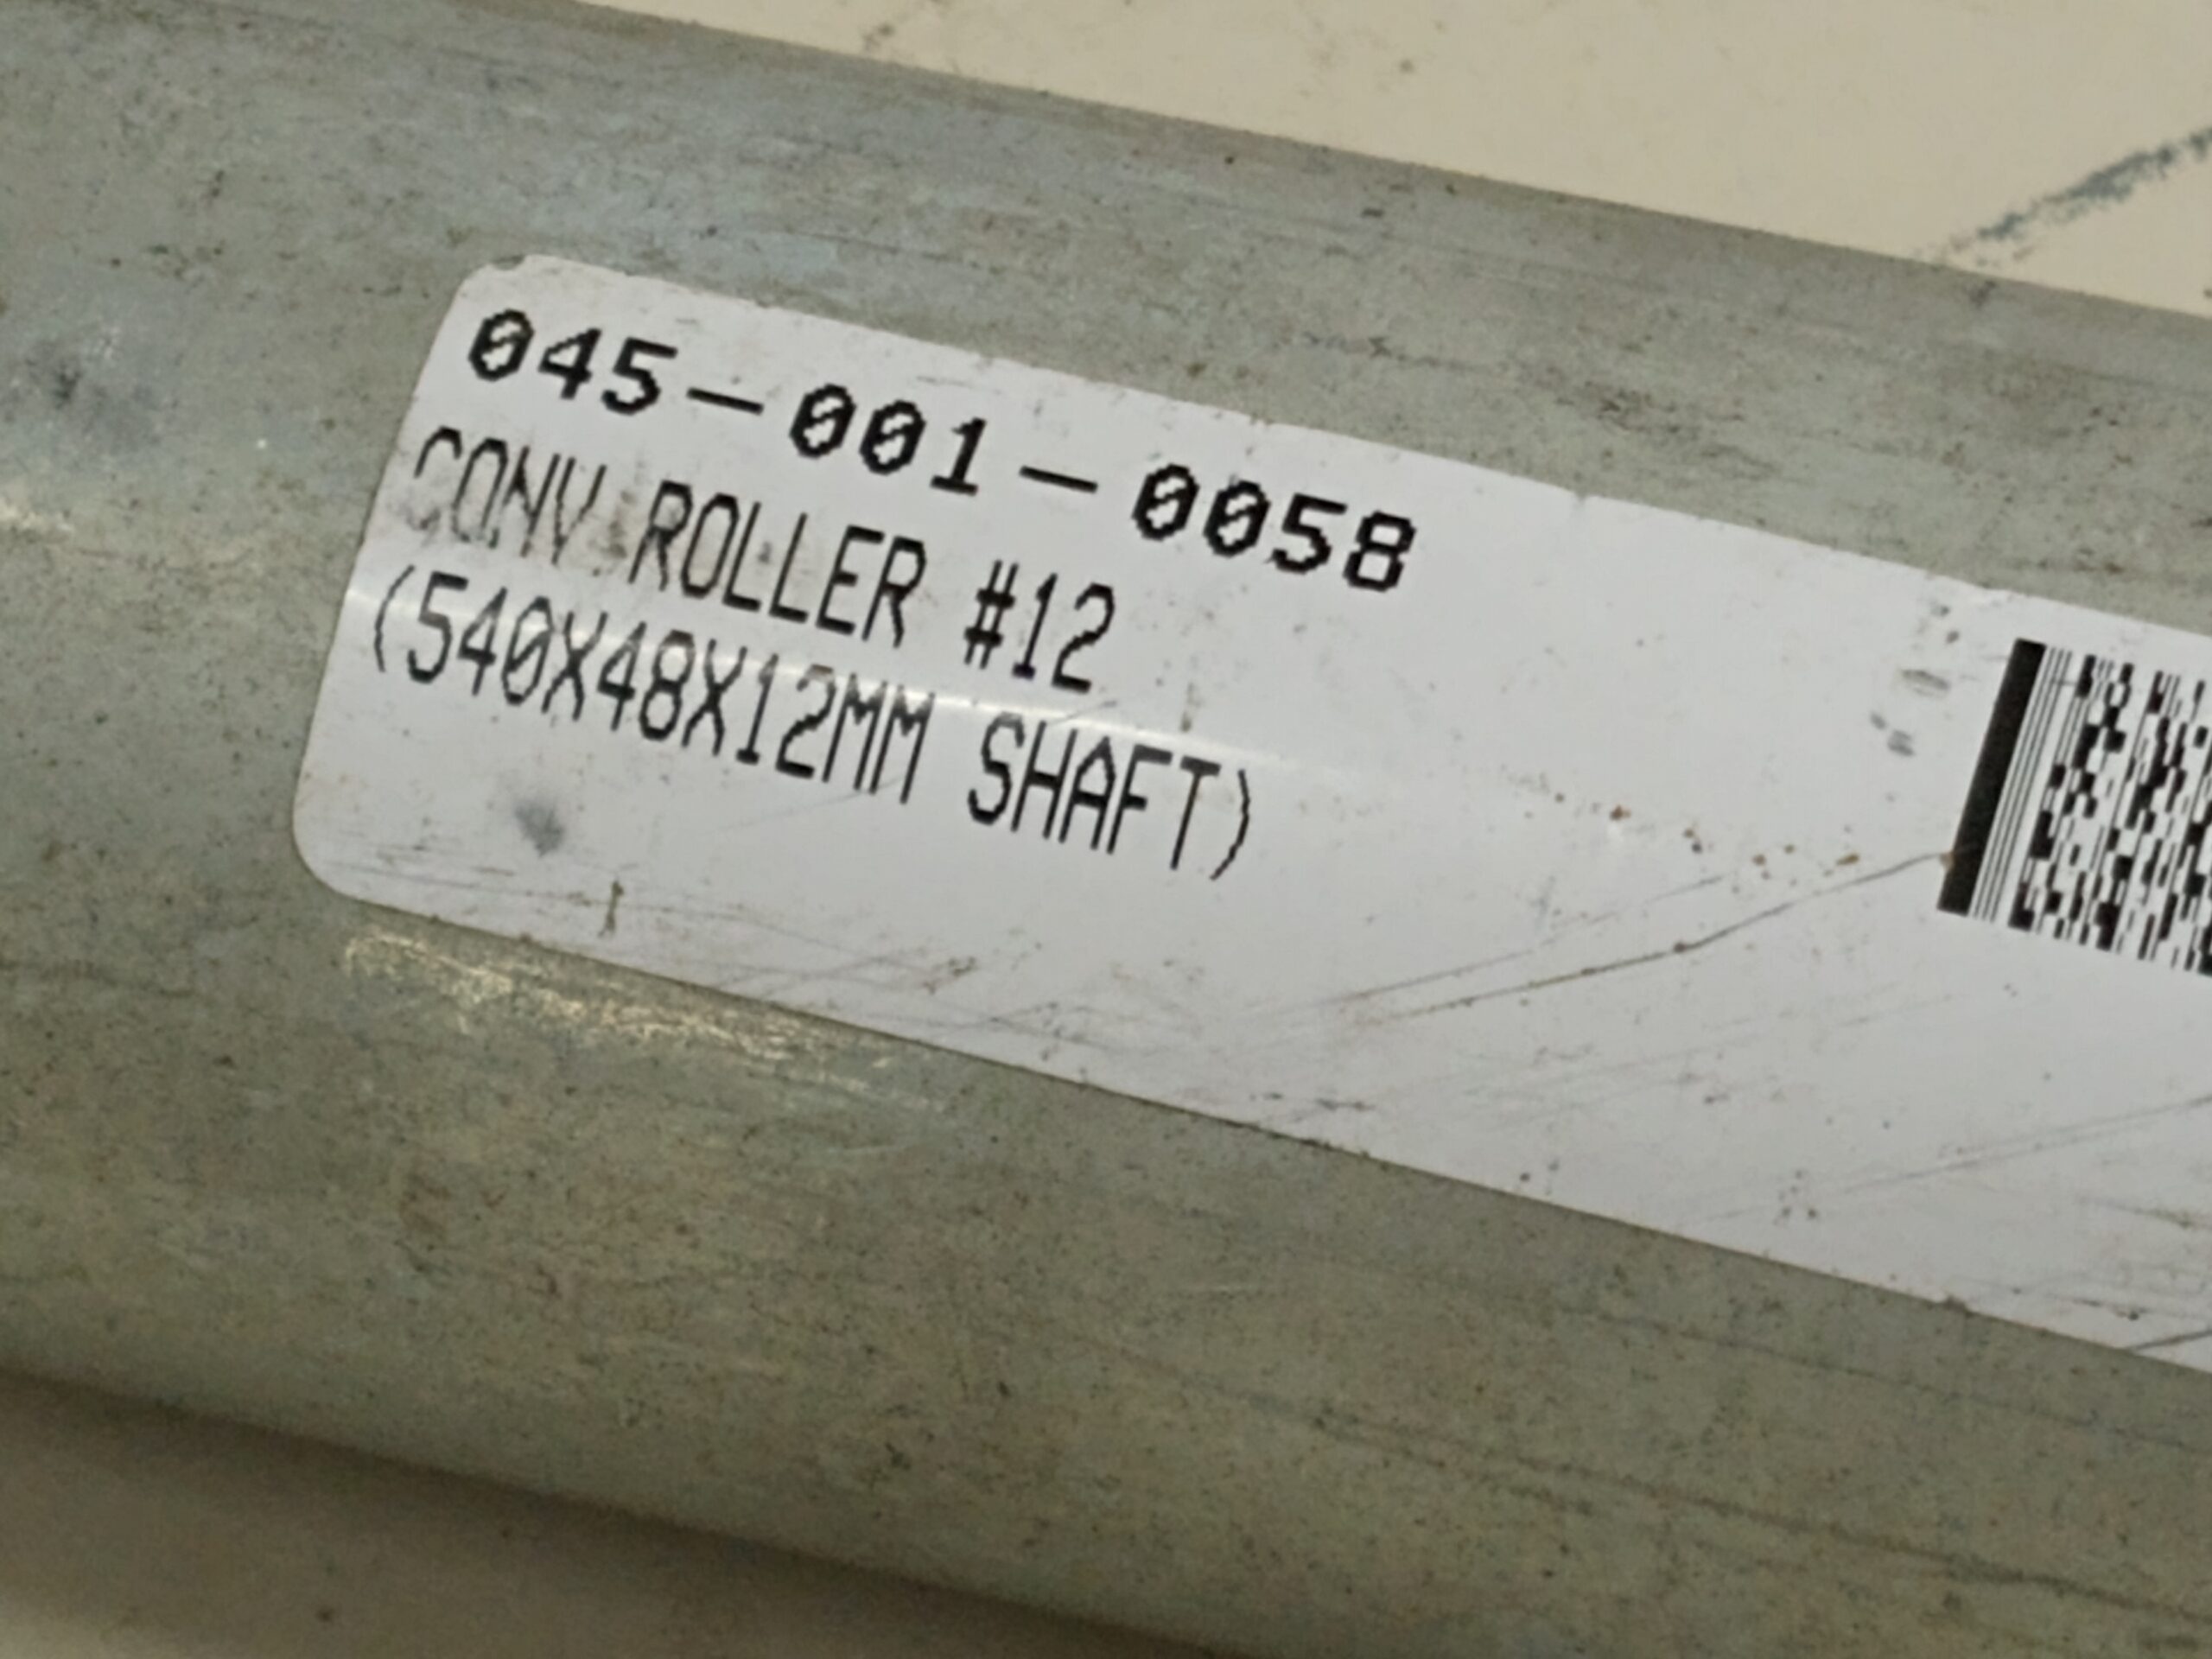 045-001-0058
CONV ROLLER #12
(540X48X12MM SHAFT)